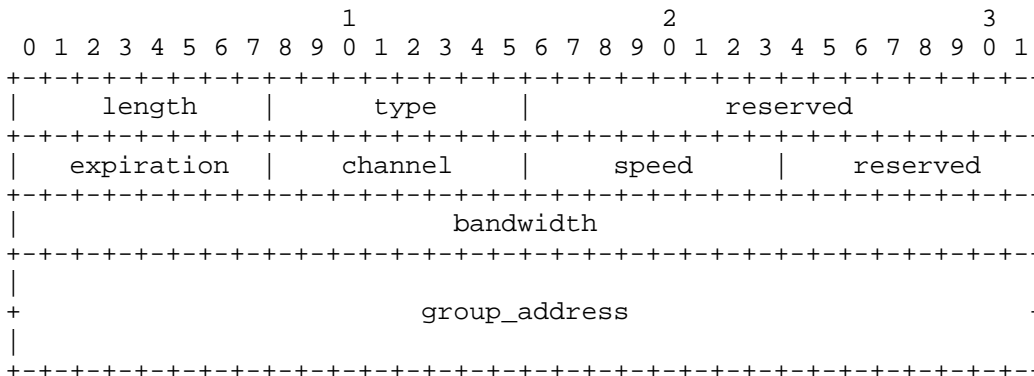 1                   2                   3
 0 1 2 3 4 5 6 7 8 9 0 1 2 3 4 5 6 7 8 9 0 1 2 3 4 5 6 7 8 9 0 1
+-+-+-+-+-+-+-+-+-+-+-+-+-+-+-+-+-+-+-+-+-+-+-+-+-+-+-+-+-+-+-+-
|     length    |      type     |            reserved
+-+-+-+-+-+-+-+-+-+-+-+-+-+-+-+-+-+-+-+-+-+-+-+-+-+-+-+-+-+-+-+-
|   expiration  |    channel    |     speed     |    reserved
+-+-+-+-+-+-+-+-+-+-+-+-+-+-+-+-+-+-+-+-+-+-+-+-+-+-+-+-+-+-+-+-
|                           bandwidth
+-+-+-+-+-+-+-+-+-+-+-+-+-+-+-+-+-+-+-+-+-+-+-+-+-+-+-+-+-+-+-+-
|
+                         group_address                         -
|
+-+-+-+-+-+-+-+-+-+-+-+-+-+-+-+-+-+-+-+-+-+-+-+-+-+-+-+-+-+-+-+-